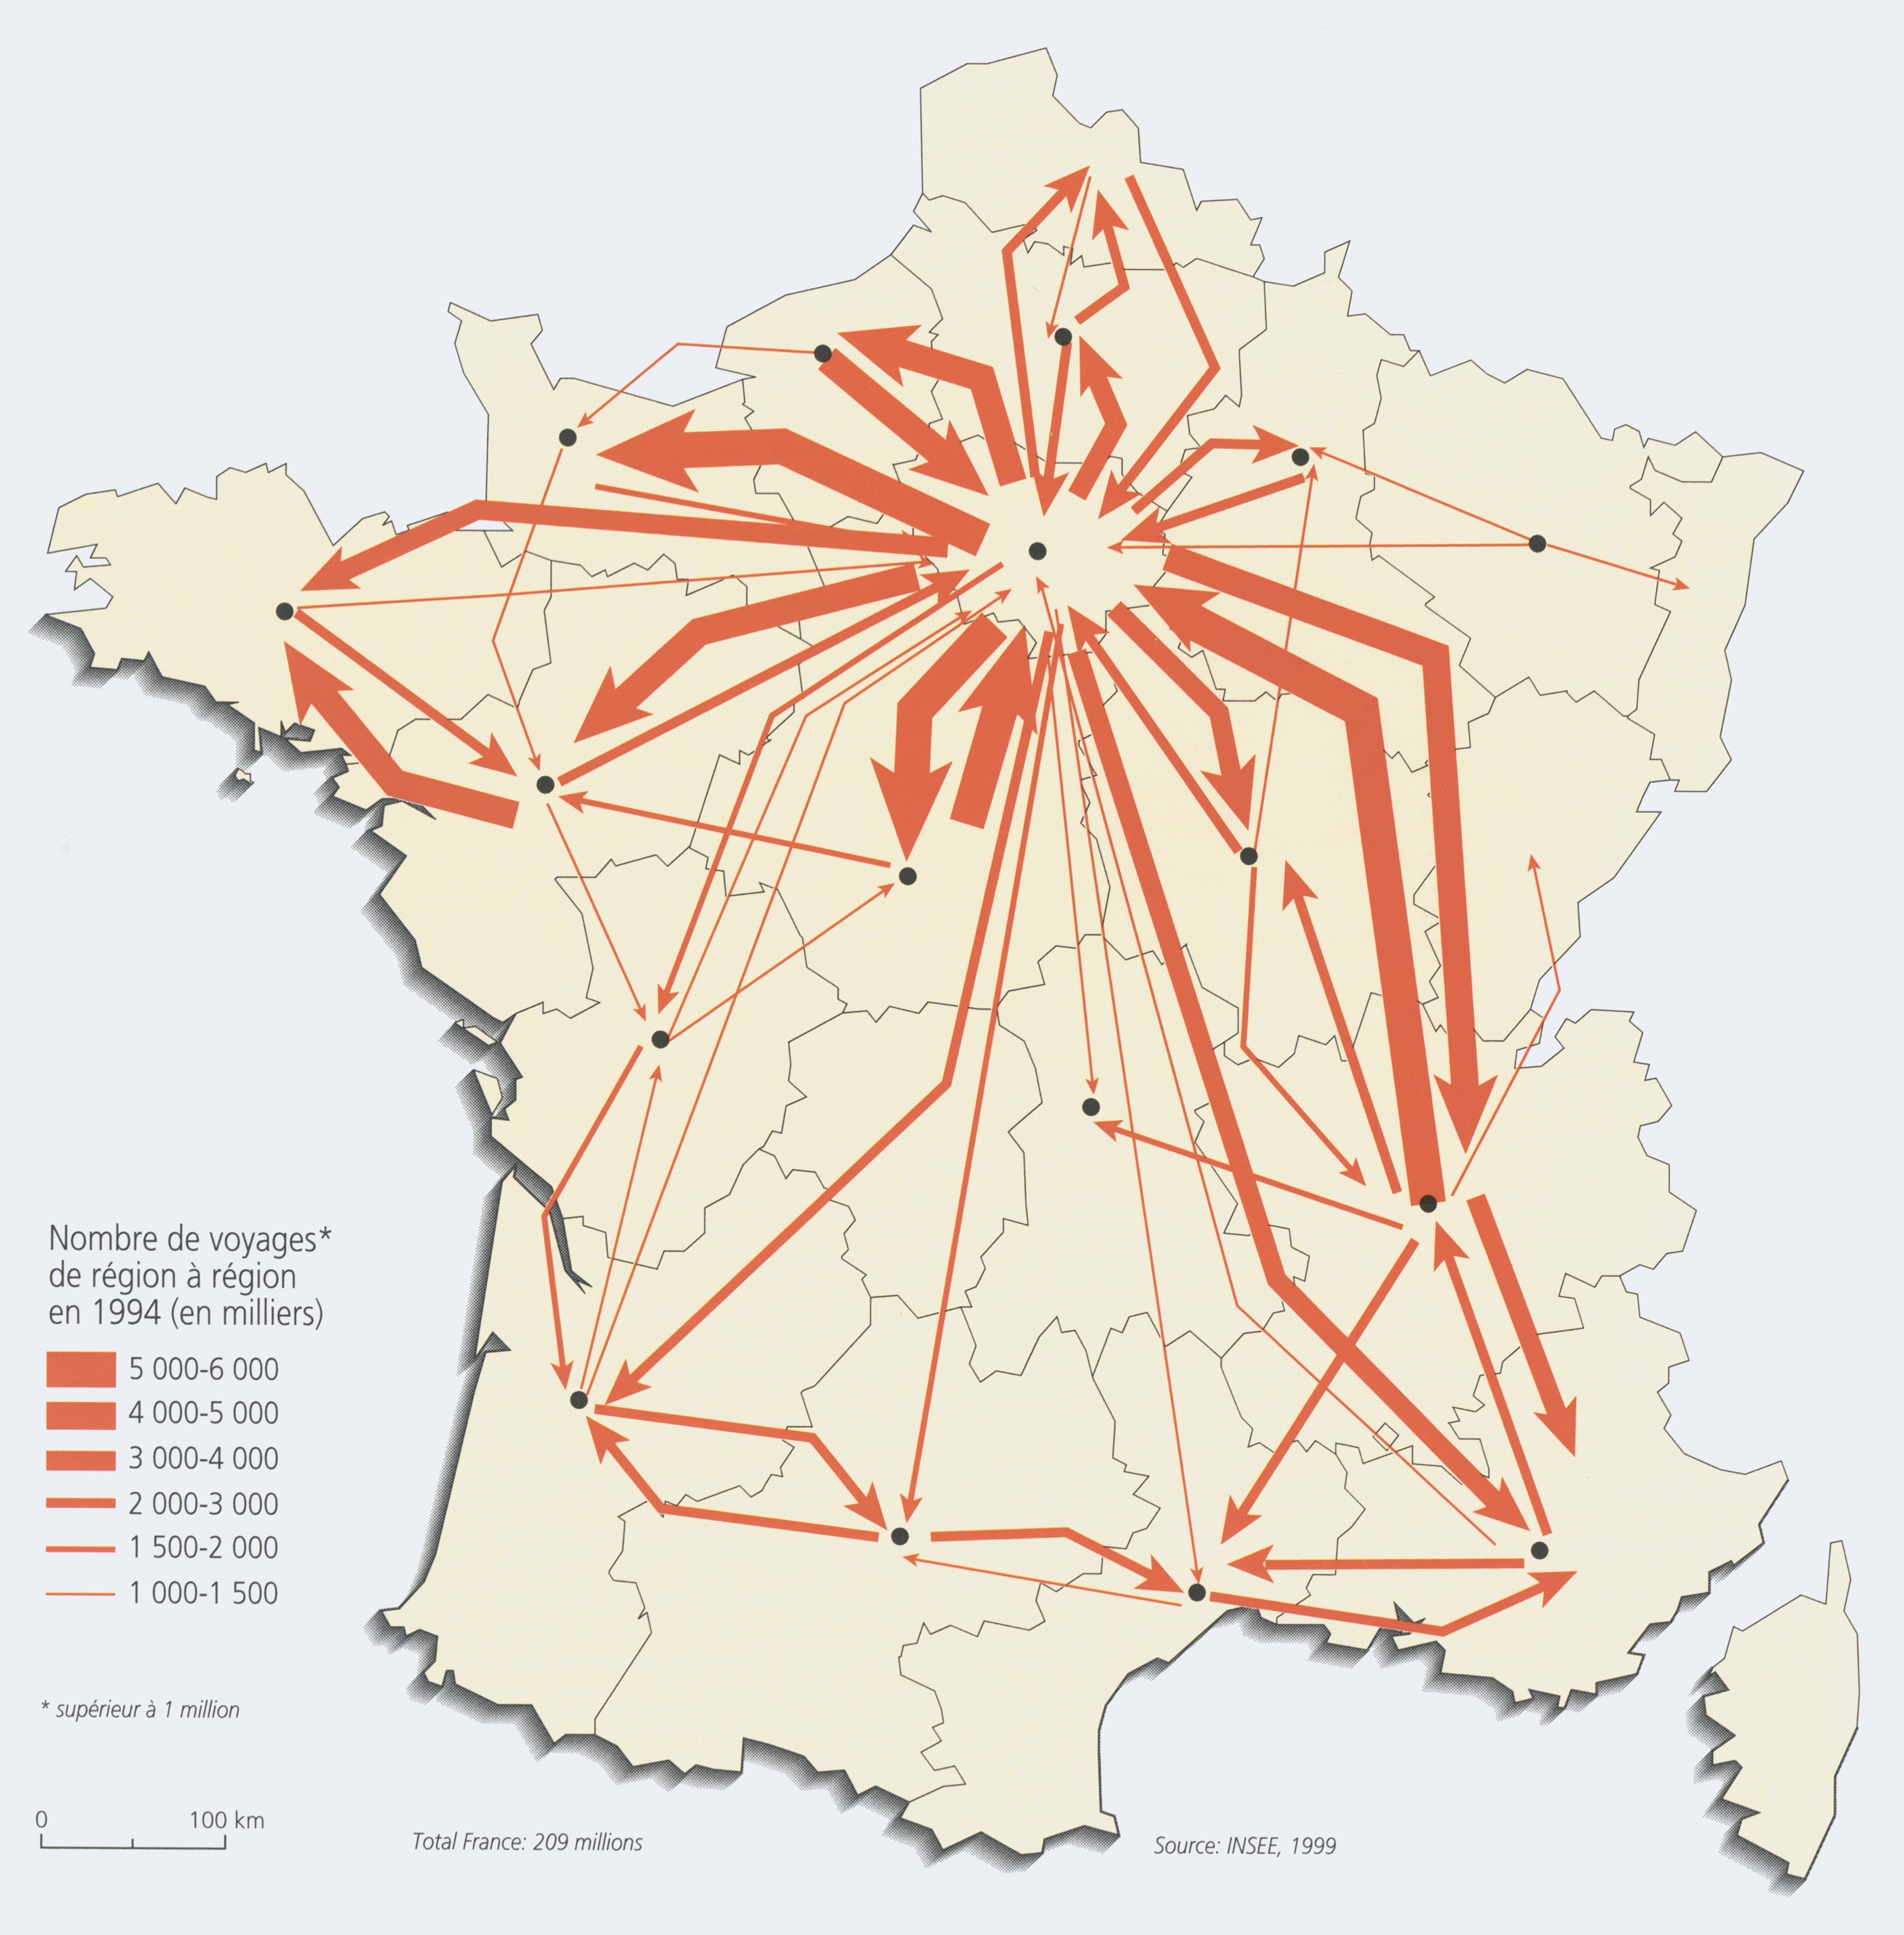 Nombre de voyages*
de région à région
en 1994 (en milliers)
5 000-6 000
4 000-5 000
3 000-4 000
2 000-3 000
1 500-2 000
1 000-1 500
* supérieur à 1 million
0 100 km
Total France: 209 millions
Source: INSEE, 1999